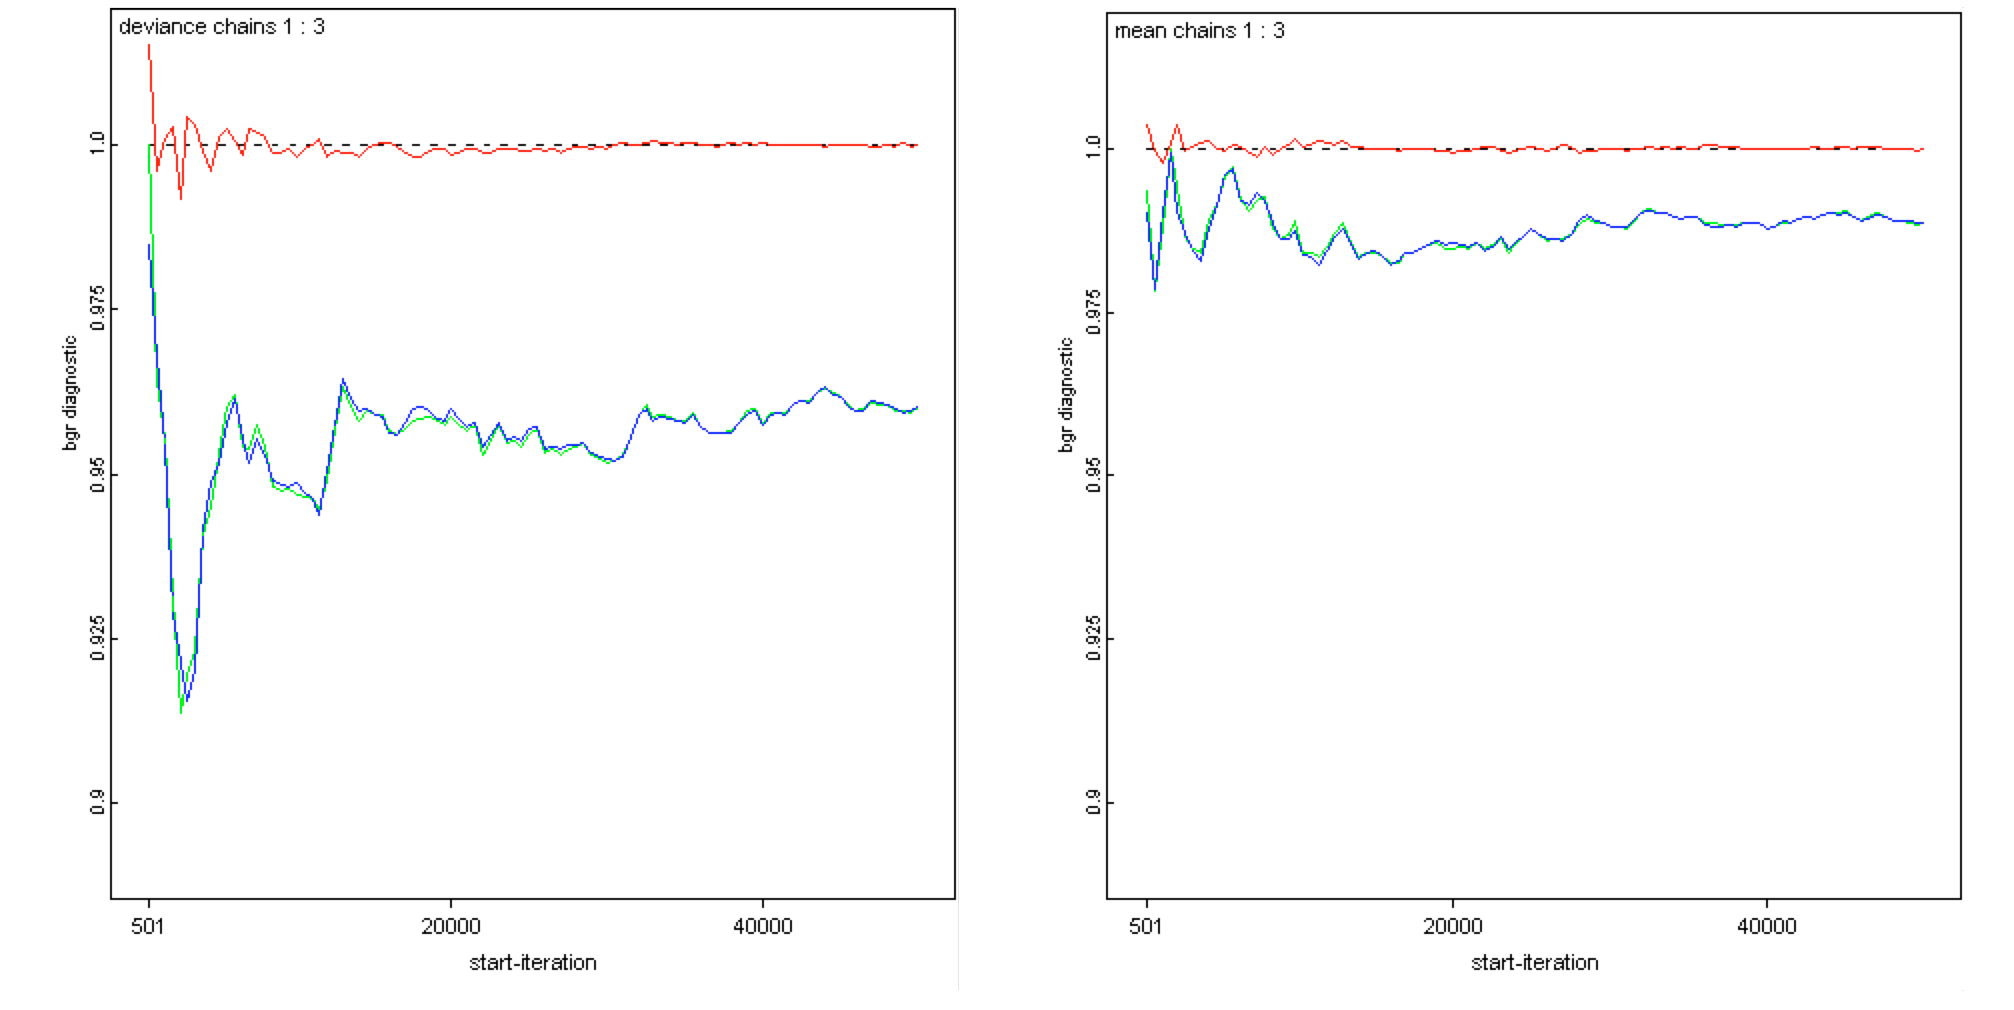 deviance chains 1 : 3
1.0
0.975
0.95
0.925
0.9
bgr diagnostic
501
20000
40000
start-iteration
mean chains 1 : 3
1.0
0.975
0.95
0.925
0.9
bgr diagnostic
501
20000
40000
start-iteration